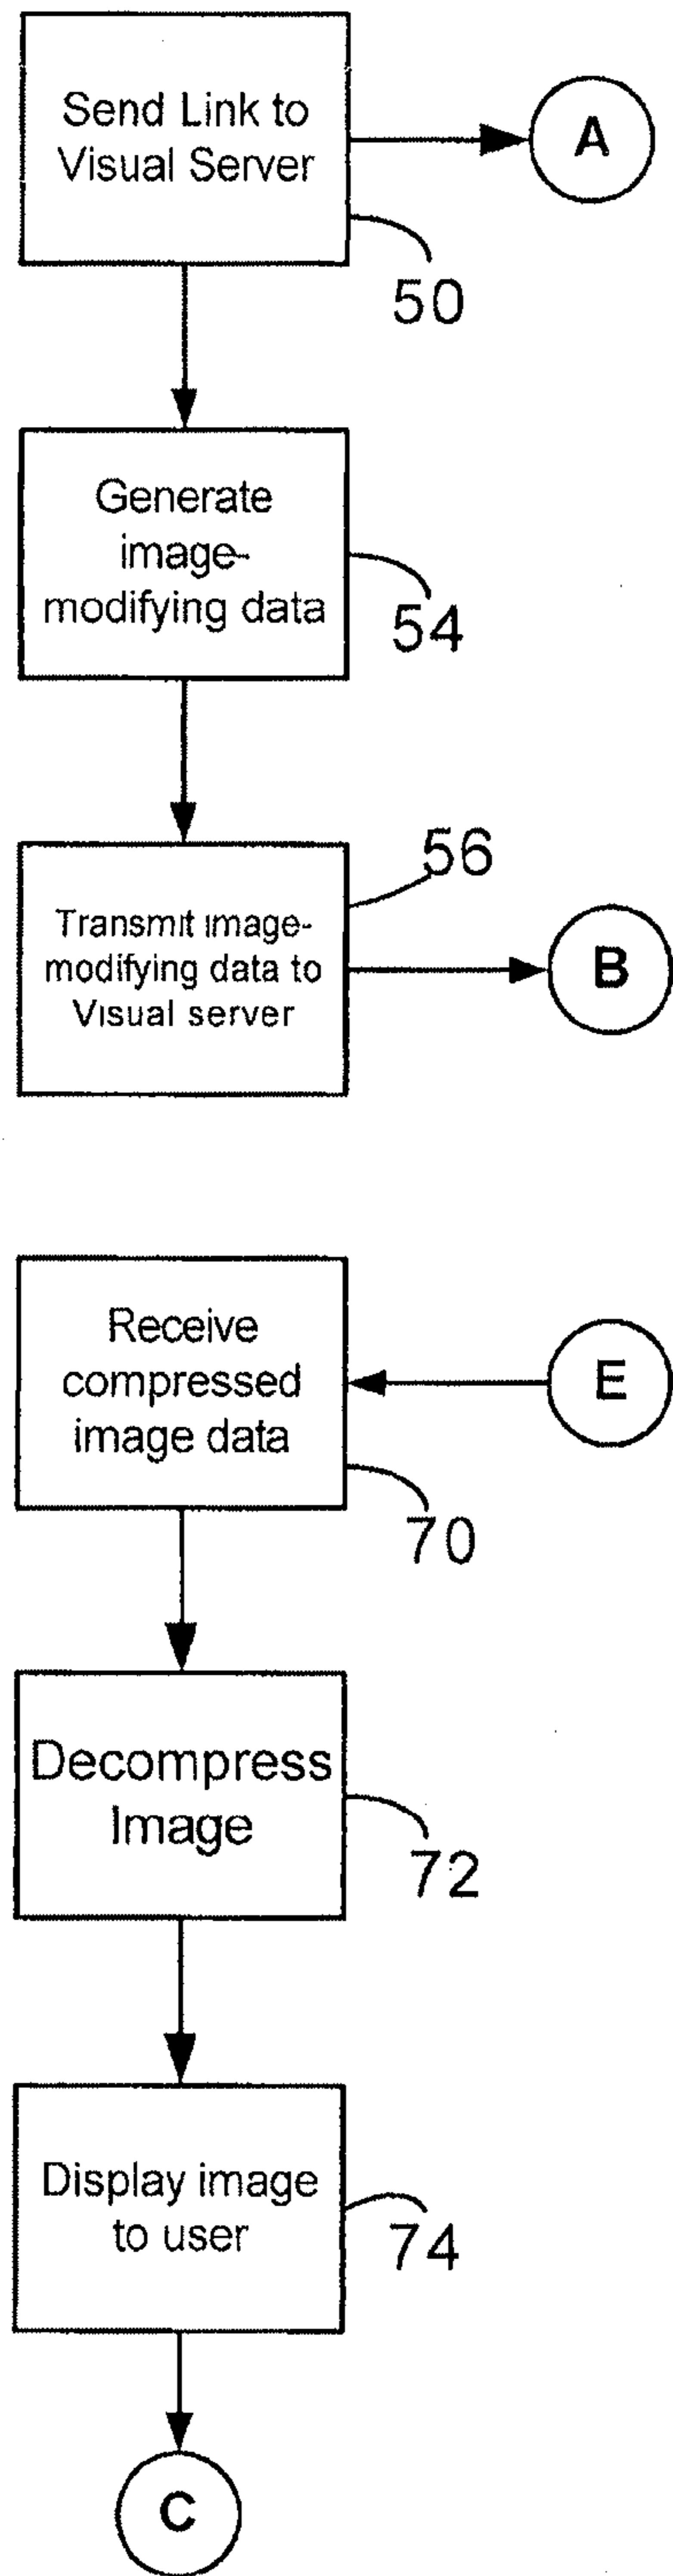 Send Link to
Visual Server
A
50
Generate
image-
modifying data
54
56
Transmit image-
modifying data to
Visual server
B
Receive
compressed
image data
E
70
Decompress
Image
72
Display image
to user
74
C